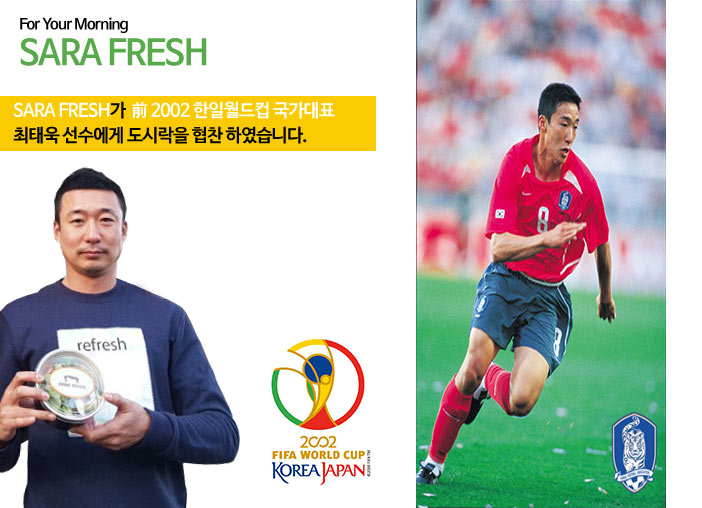 For Your Morning
SARA FRESH
SARA FRESH가 前 2002 한일월드컵 국가대표
최태욱 선수에게 도시락을 협찬 하였습니다.
8
refresh
2002
FIFA WORLD CUP
KOREA JAPAN